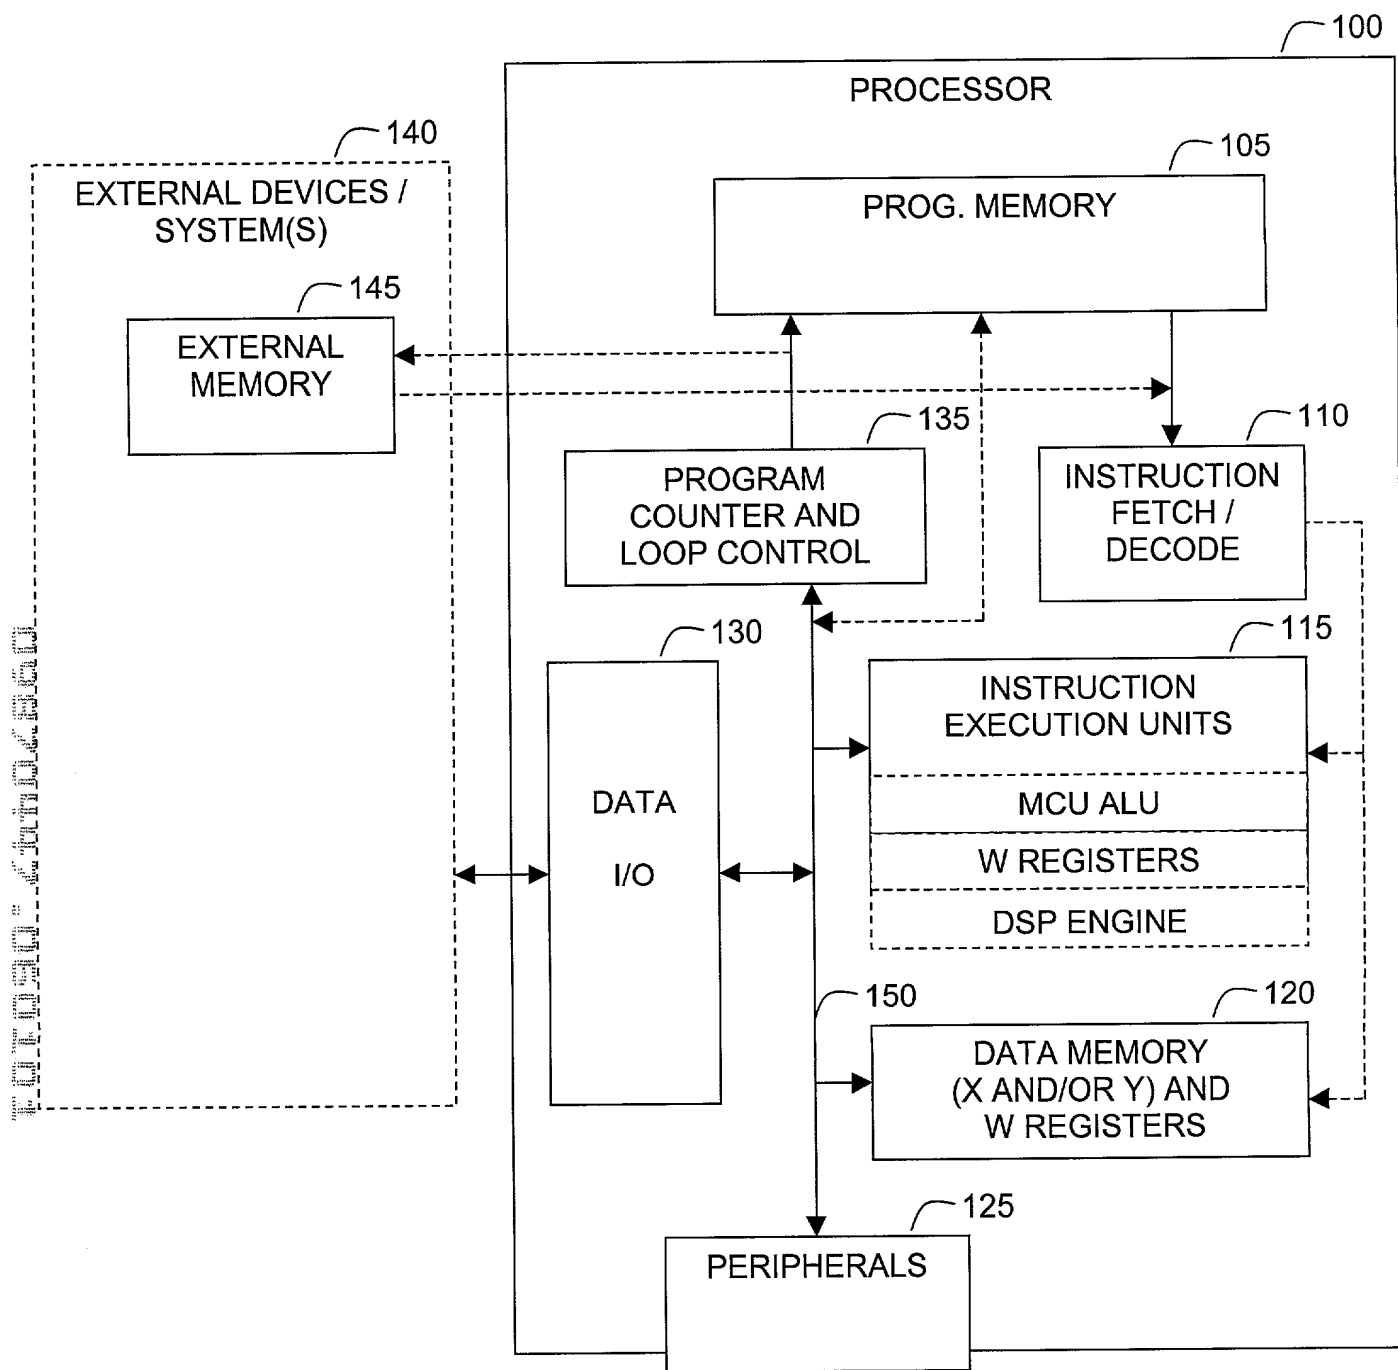 100
PROCESSOR
140
EXTERNAL DEVICES /
SYSTEM(S)
105
PROG. MEMORY
145
EXTERNAL
MEMORY
135
PROGRAM
COUNTER AND
LOOP CONTROL
110
INSTRUCTION
FETCH /
DECODE
130
DATA
I/O
115
INSTRUCTION
EXECUTION UNITS
MCU ALU
W REGISTERS
DSP ENGINE
150
120
DATA MEMORY
(X AND/OR Y) AND
W REGISTERS
125
PERIPHERALS